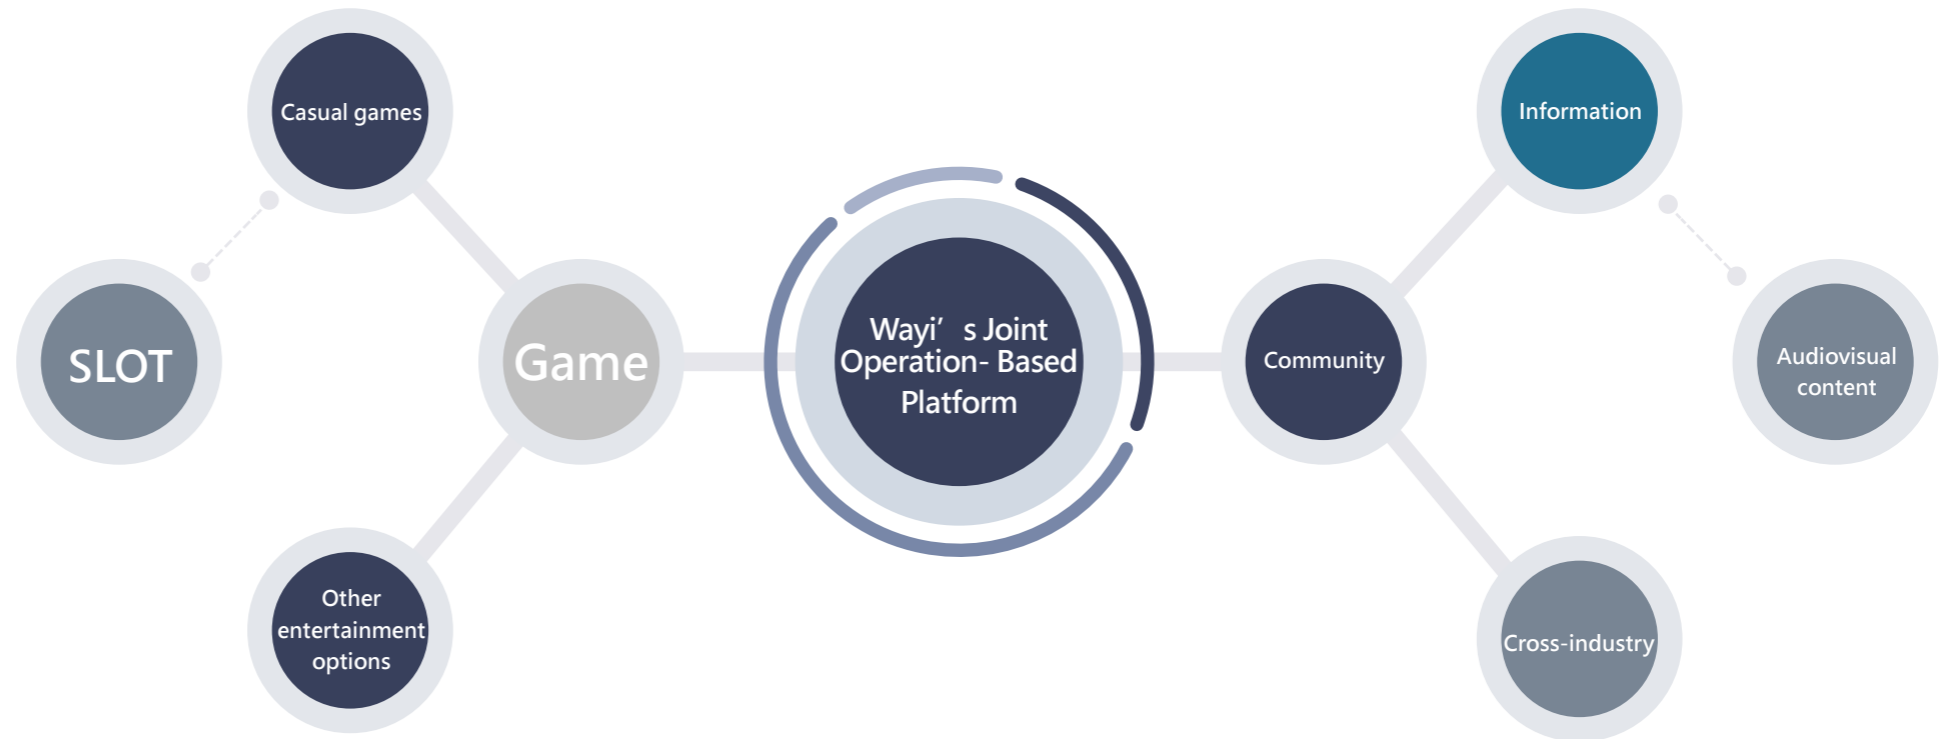 Casual games
SLOT
Game
Other
entertainment
options
Wayi’s Joint
Operation- Based
Platform
Community
Information
Audiovisual
content
Cross-industry